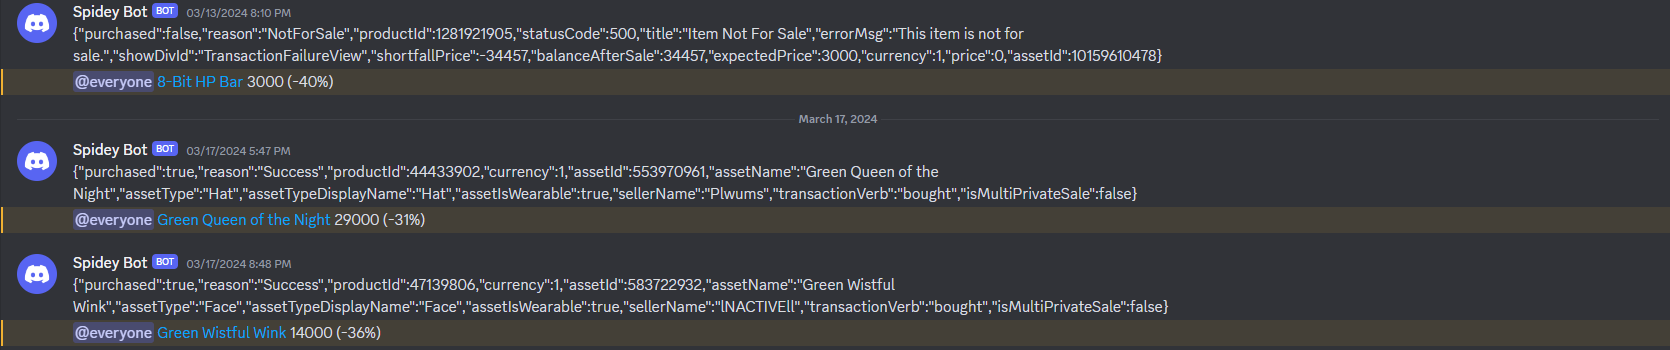 Spidey Bot BOT 03/13/2024 8:10 PM
{"purchased":false,"reason":"NotForSale","productId":1281921905,"statusCode":500,"title":"Item Not For Sale","errorMsg":"This item is not for
sale.","showDivId":"TransactionFailureView","shortfallPrice":-34457,"balanceAfterSale":34457,"expectedPrice":3000,"currency":1,"price":0,"assetId":10159610478}
@everyone 8-Bit HP Bar 3000 (-40%)
March 17, 2024
Spidey Bot BOT 03/17/2024 5:47 PM
{"purchased":true,"reason":"Success","productId":44433902,"currency":1,"assetId":553970961,"assetName":"Green Queen of the
Night","assetType":"Hat","assetTypeDisplayName":"Hat","assetIsWearable":true,"sellerName":"Plwums","transactionVerb":"bought","isMultiPrivateSale":false}
@everyone Green Queen of the Night 29000 (-31%)
Spidey Bot BOT 03/17/2024 8:48 PM
{"purchased":true,"reason":"Success","productId":47139806,"currency":1,"assetId":583722932,"assetName":"Green Wistful
Wink","assetType":"Face","assetTypeDisplayName":"Face","assetIsWearable":true,"sellerName":"lNACTIVEll","transactionVerb":"bought","isMultiPrivateSale":false}
@everyone Green Wistful Wink 14000 (-36%)